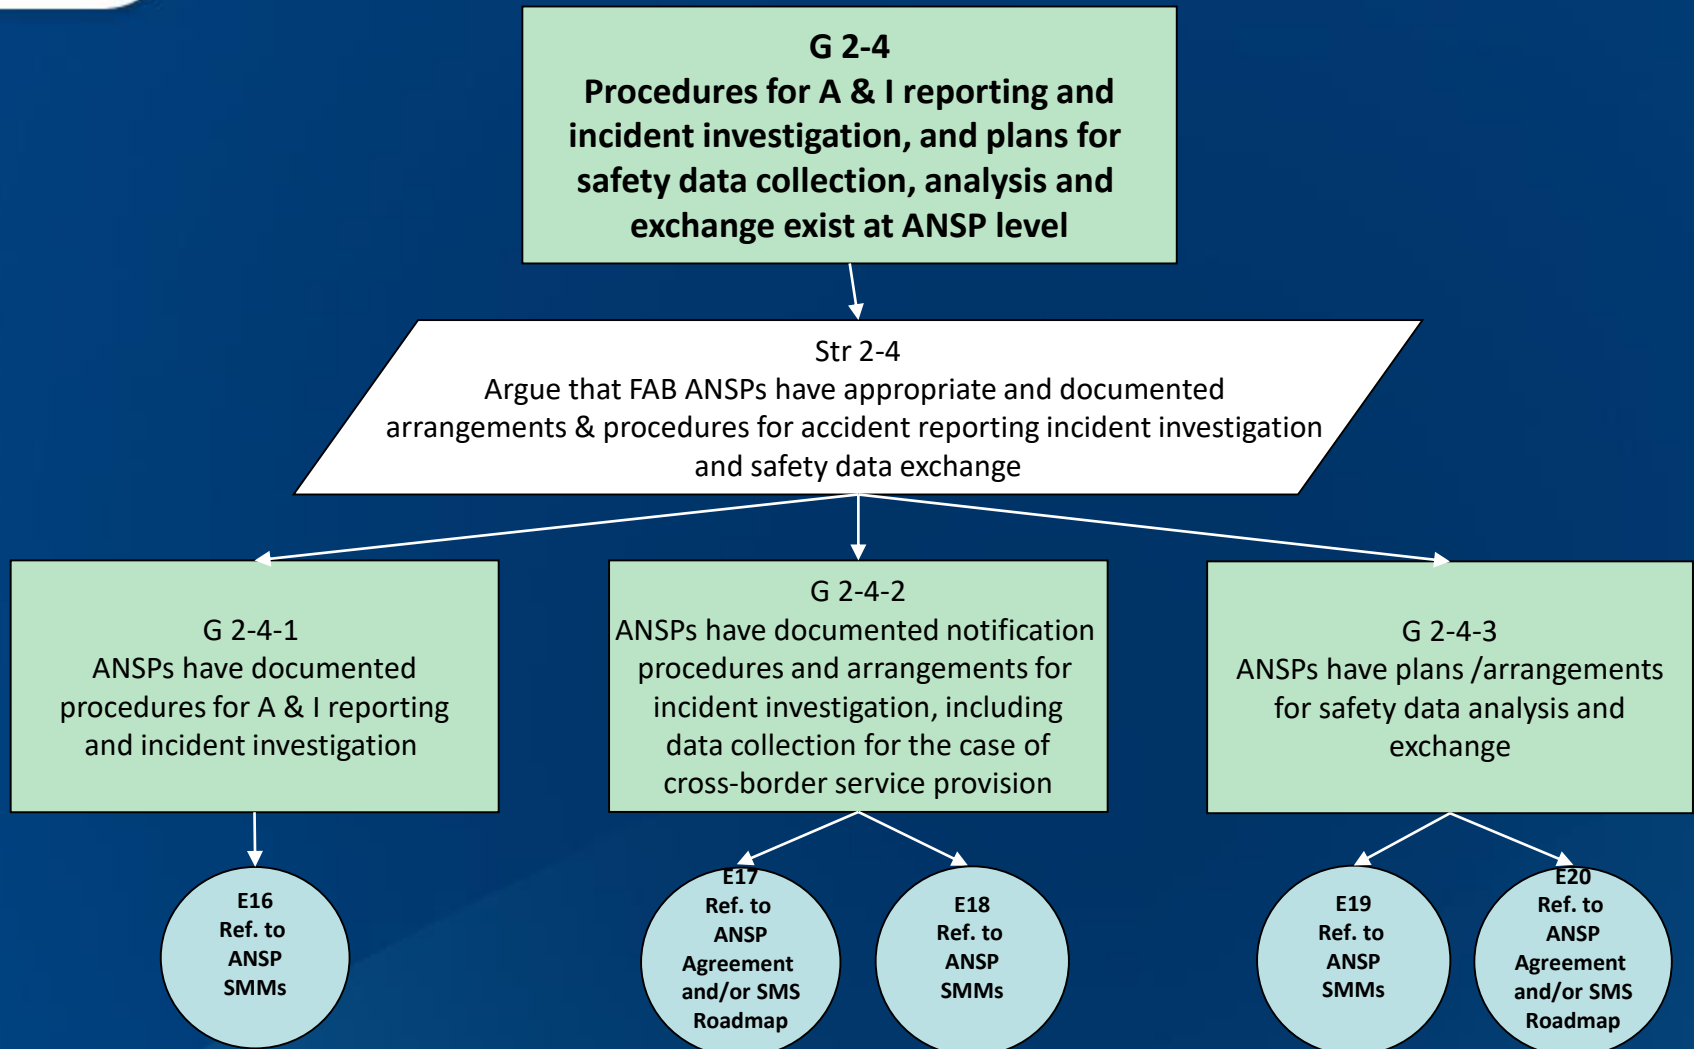 G 2-4
Procedures for A & I reporting and
incident investigation, and plans for
safety data collection, analysis and
exchange exist at ANSP level
Str 2-4
Argue that FAB ANSPs have appropriate and documented
arrangements & procedures for accident reporting incident investigation
and safety data exchange
G 2-4-1
ANSPs have documented
procedures for A & I reporting
and incident investigation
G 2-4-2
ANSPs have documented notification
procedures and arrangements for
incident investigation, including
data collection for the case of
cross-border service provision
G 2-4-3
ANSPs have plans /arrangements
for safety data analysis and
exchange
E16
Ref. to
ANSP
SMMs
E17
Ref. to
ANSP
Agreement
and/or SMS
Roadmap
E18
Ref. to
ANSP
SMMs
E19
Ref. to
ANSP
SMMs
E20
Ref. to
ANSP
Agreement
and/or SMS
Roadmap